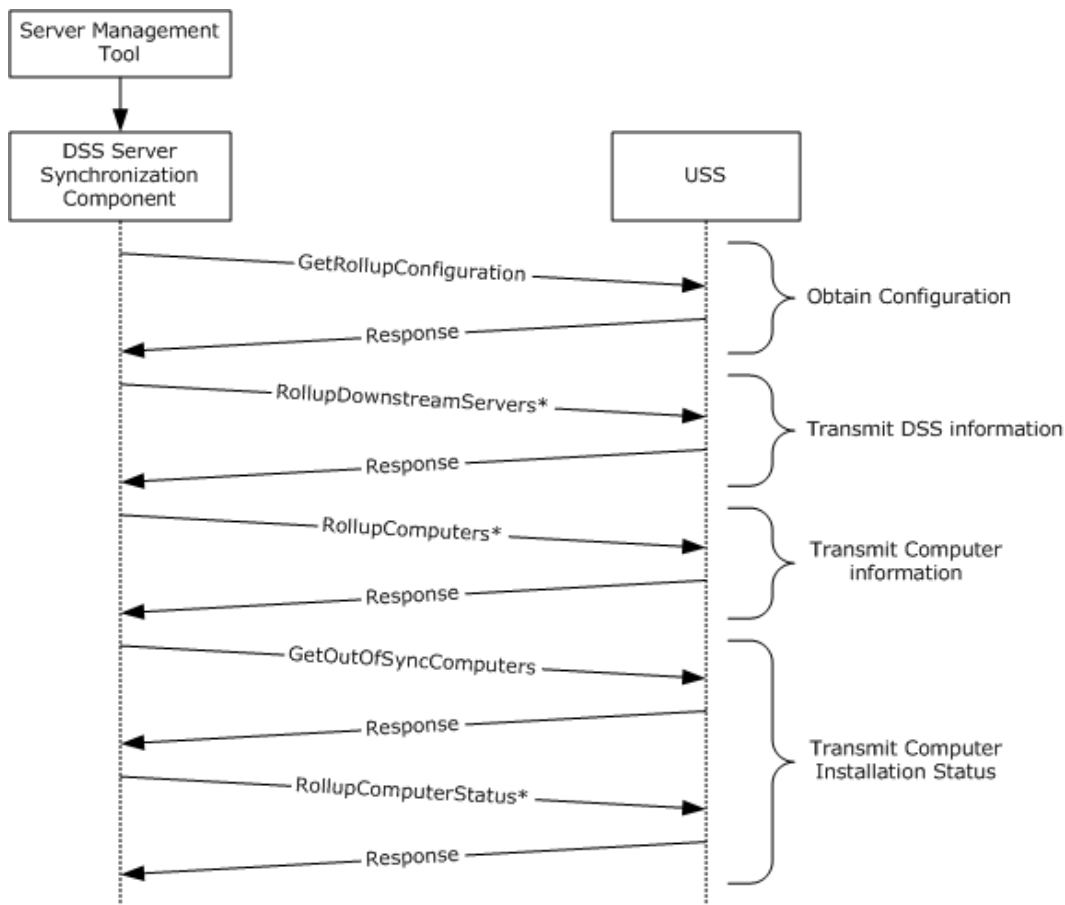 Server Management
Tool
DSS Server
Synchronization
Component
USS
GetRollupConfiguration
Response
Obtain Configuration
RollupDownstreamServers*
Response
Transmit DSS information
RollupComputers*
Response
Transmit Computer
information
GetOutOfSyncComputers
Response
RollupComputerStatus*
Response
Transmit Computer
Installation Status